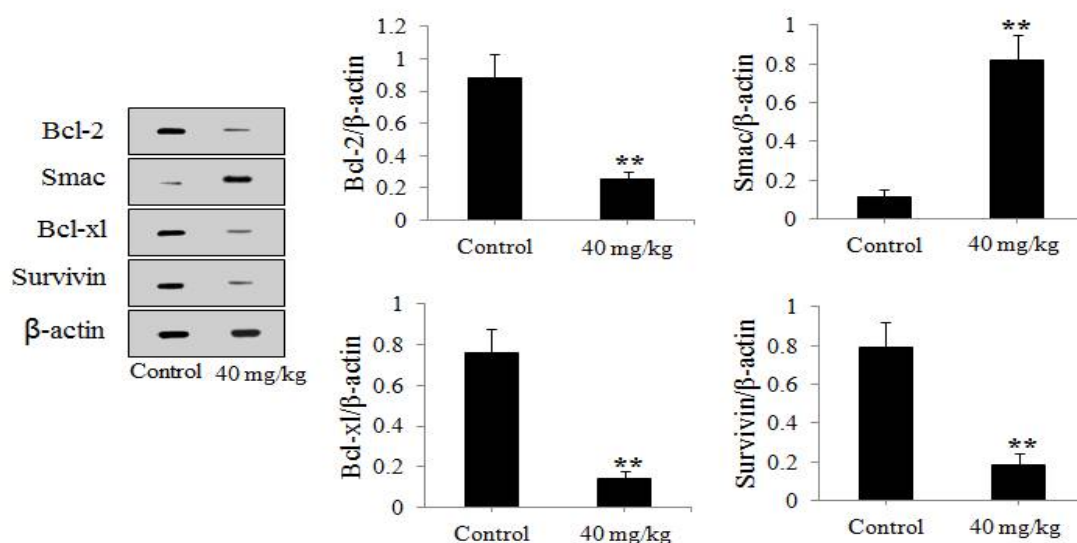 Bcl-2
Smac
Bcl-xl
Survivin
β-actin
Control 40 mg/kg
Bcl-2/β-actin
1.2
1
0.8
0.6
0.4
0.2
0
**
Control 40 mg/kg
Smac/β-actin
1
0.8
0.6
0.4
0.2
0
**
Control 40 mg/kg
Bcl-xl/β-actin
1
0.8
0.6
0.4
0.2
0
**
Control 40 mg/kg
Survivin/β-actin
1
0.8
0.6
0.4
0.2
0
**
Control 40 mg/kg